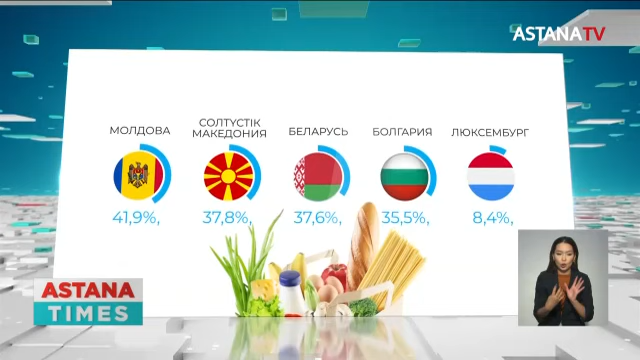 ASTANATV
МОЛДОВА
СОЛТҮСТІК
МАКЕДОНИЯ
БЕЛАРУСЬ
БОЛГАРИЯ
ЛЮКСЕМБУРГ
41,9%,
37,8%,
37,6%,
35,5%,
8,4%,
ASTANA
TIMES